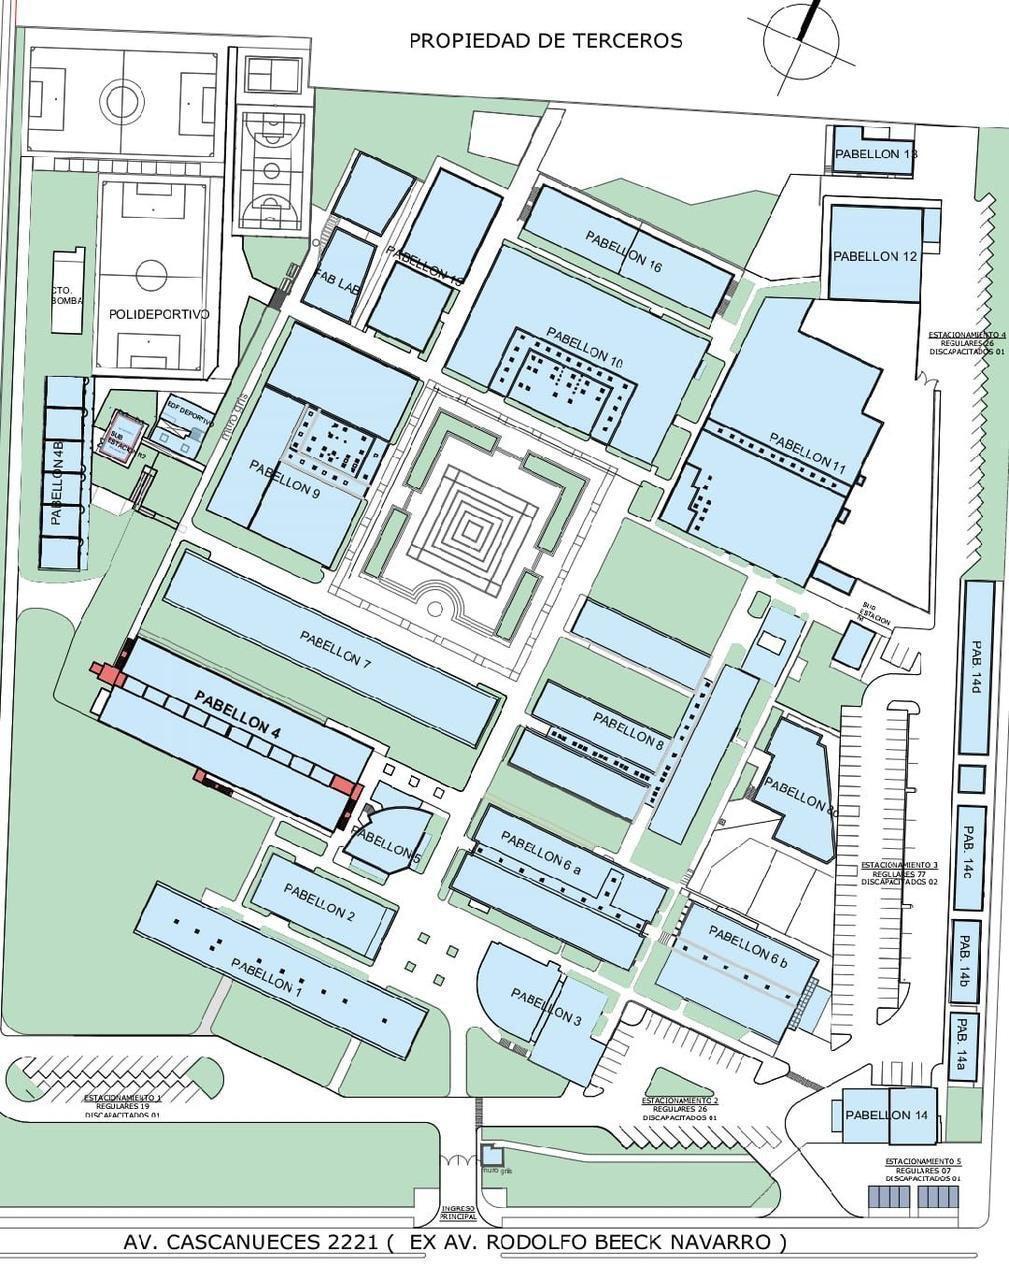 PROPIEDAD DE TERCEROS
PABELLON 13
PABELLON 16
PABELLON 12
PABELLON 15
FAB LAB
CTO.
BOMBA
POLIDEPORTIVO
PABELLON 10
ESTACIONAMIENTO 4
REGULARES 26
DISCAPACITADOS 01
EDF DEPORTIVO
muro gris
SUB
ESTACION N2
PABELLON 4B
PABELLON 9
PABELLON 11
SUB
ESTACION
PABELLON 7
PAB. 14d
PABELLON 4
PABELLON 8
PABELLON 5
PABELLON 6 a
ESTACIONAMIENTO 3
REGULARES 77
DISCAPACITADOS 02
PAB. 14c
PABELLON 2
PABELLON 6 b
PAB. 14b
PABELLON 1
PABELLON 3
PAB. 14a
ESTACIONAMIENTO 1
REGULARES 19
DISCAPACITADOS 01
ESTACIONAMIENTO 2
REGULARES 26
DISCAPACITADOS 01
PABELLON 14
ESTACIONAMIENTO 5
REGULARES 07
DISCAPACITADOS 01
muro gris
INGRESO
PRINCIPAL
AV. CASCANUECES 2221 ( EX AV. RODOLFO BEECK NAVARRO )